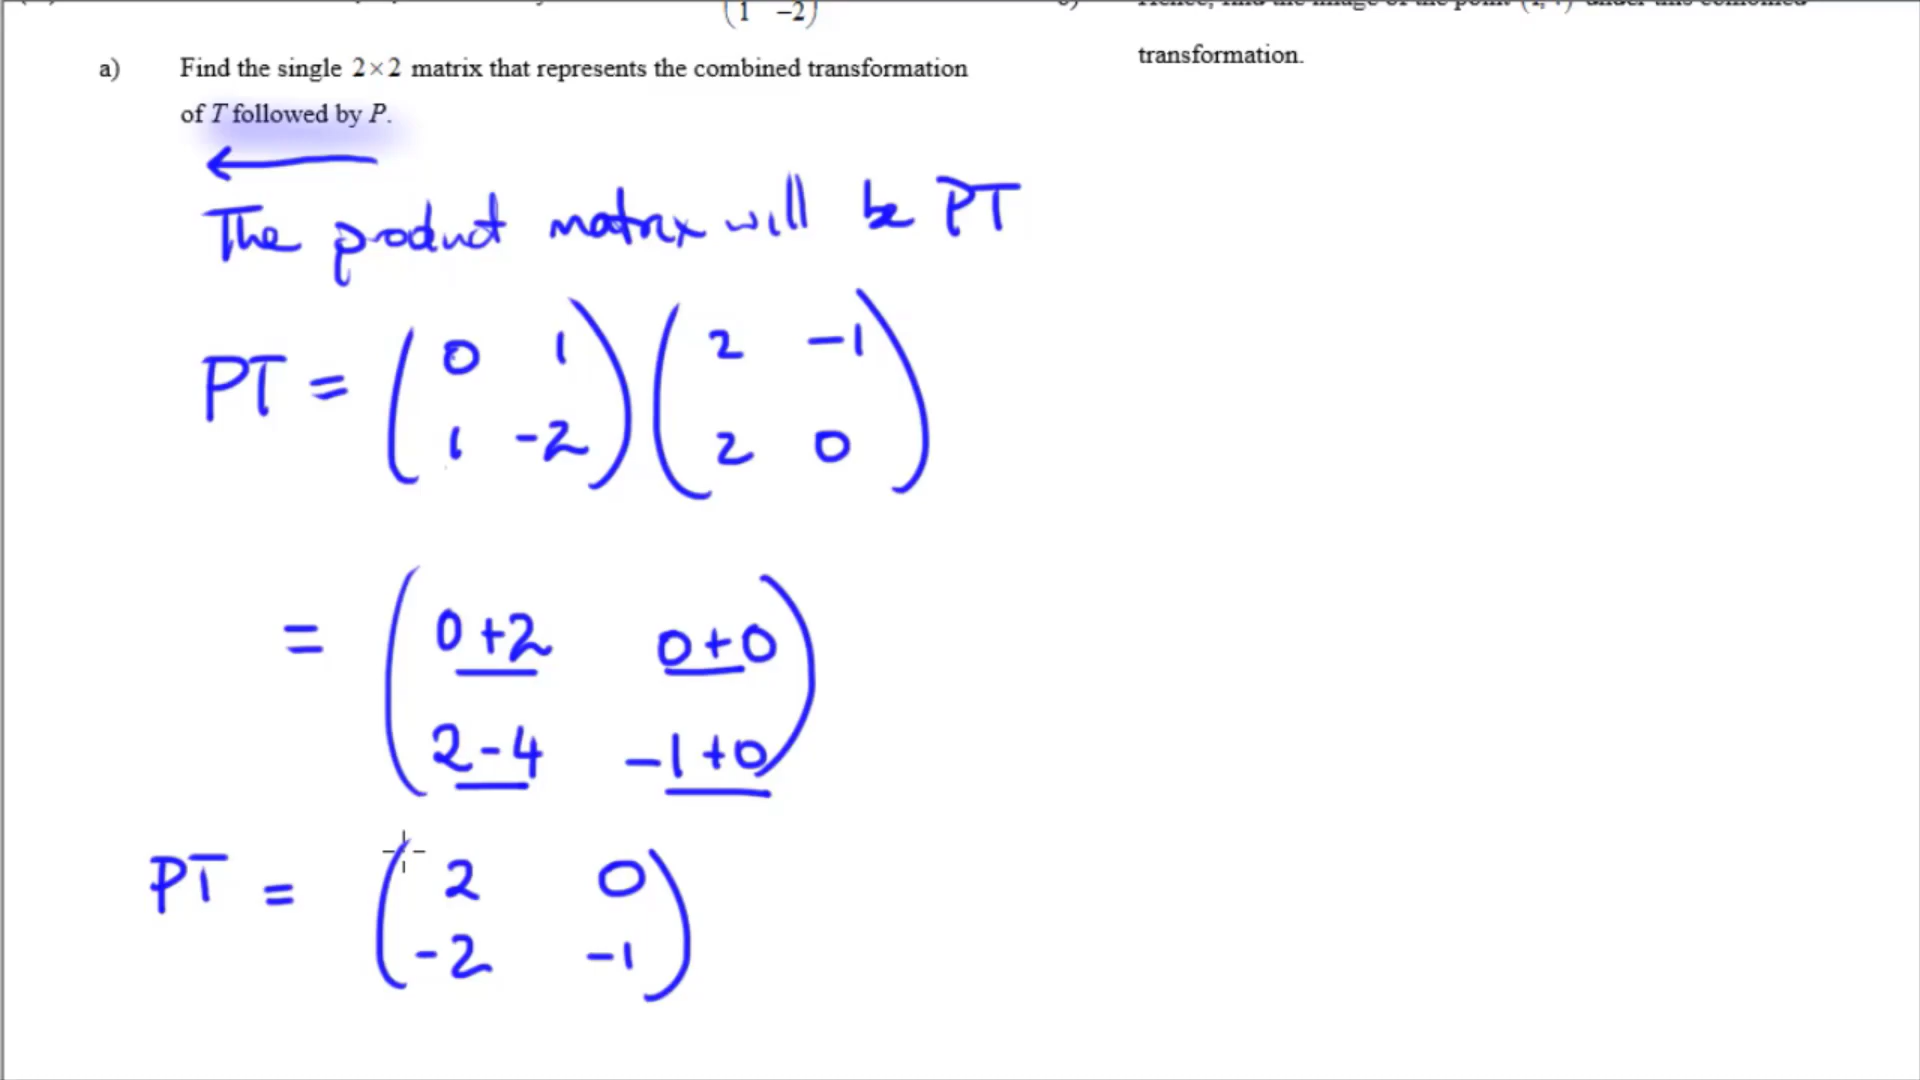 (1 -2)
a) Find the single 2×2 matrix that represents the combined transformation
of T followed by P.
The product matrix will be PT
PT = (0 1) (2 -1)
(1 -2) (2 0)
= (0+2 0+0)
(2-4 -1+0)
PT = (2 0)
(-2 -1)
transformation.